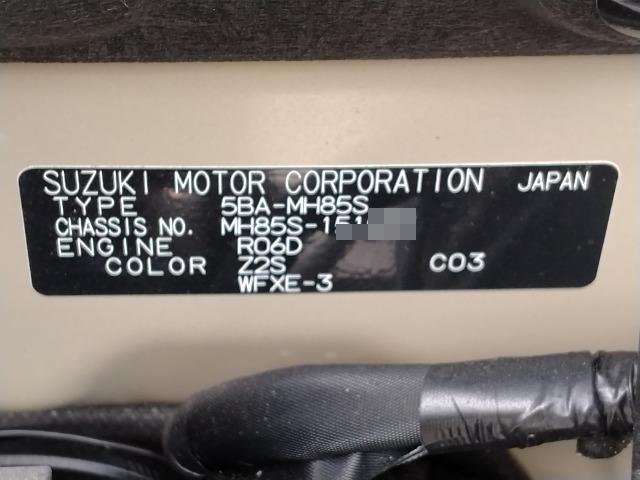 SUZUKI MOTOR CORPORATION JAPAN
TYPE 5BA-MH85S
CHASSIS NO. MH85S-151
ENGINE R06D
COLOR Z2S C03
WFXE-3